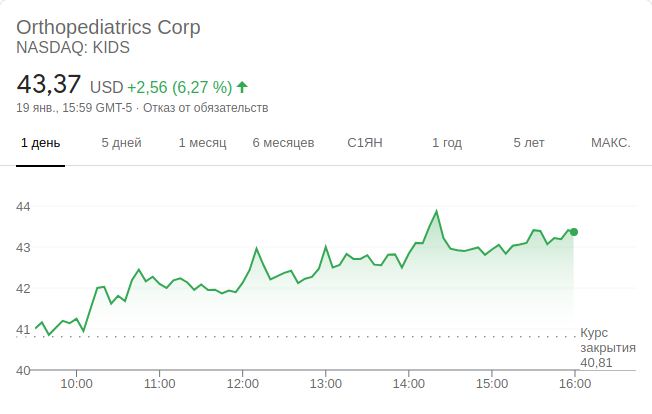 Orthopediatrics Corp
NASDAQ: KIDS
43,37 USD +2,56 (6,27 %)
19 янв., 15:59 GMT-5 · Отказ от обязательств
1 день 5 дней 1 месяц 6 месяцев С1ЯН 1 год 5 лет МАКС.
44
43
42
41
Курс
закрытия
40,81
40
10:00 11:00 12:00 13:00 14:00 15:00 16:00